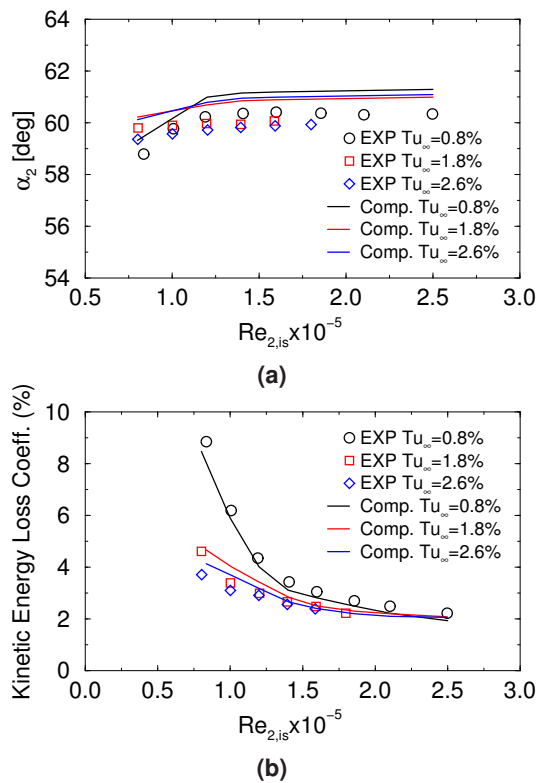 64
62
60
58
56
54
α₂ [deg]
EXP Tu∞=0.8%
EXP Tu∞=1.8%
EXP Tu∞=2.6%
Comp. Tu∞=0.8%
Comp. Tu∞=1.8%
Comp. Tu∞=2.6%
0.5 1.0 1.5 2.0 2.5 3.0
Re2,isx10⁻⁵
(a)
10
8
6
4
2
0
Kinetic Energy Loss Coeff. (%)
EXP Tu∞=0.8%
EXP Tu∞=1.8%
EXP Tu∞=2.6%
Comp. Tu∞=0.8%
Comp. Tu∞=1.8%
Comp. Tu∞=2.6%
0.0 0.5 1.0 1.5 2.0 2.5 3.0
Re2,isx10⁻⁵
(b)